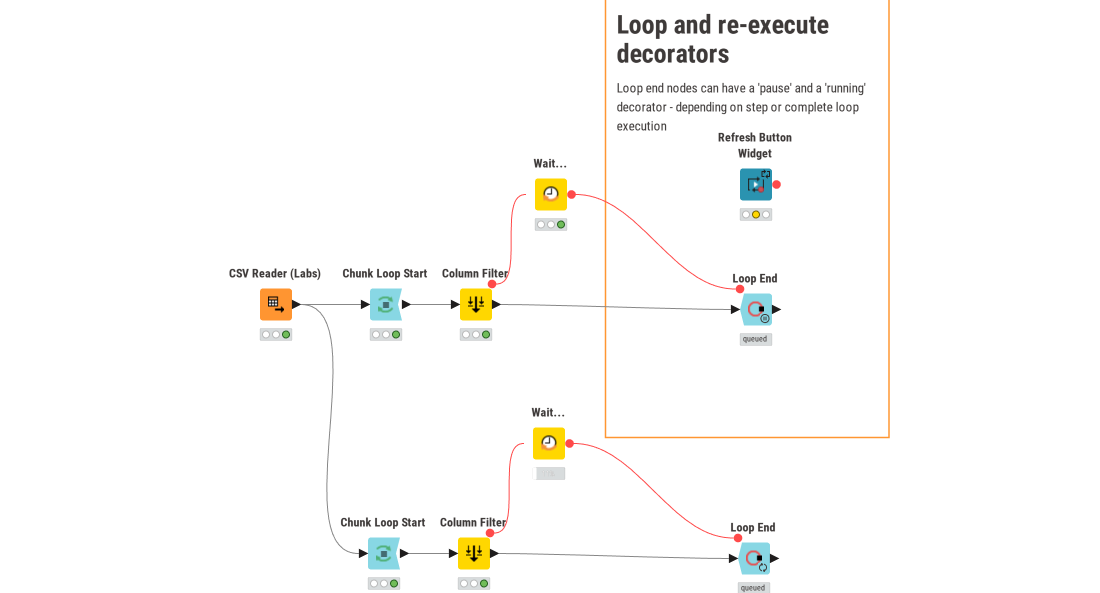 Loop and re-execute
decorators
Loop end nodes can have a 'pause' and a 'running'
decorator - depending on step or complete loop
execution
Refresh Button
Widget
Wait...
CSV Reader (Labs)
Chunk Loop Start
Column Filter
Loop End
queued
Wait...
Chunk Loop Start
Column Filter
Loop End
queued